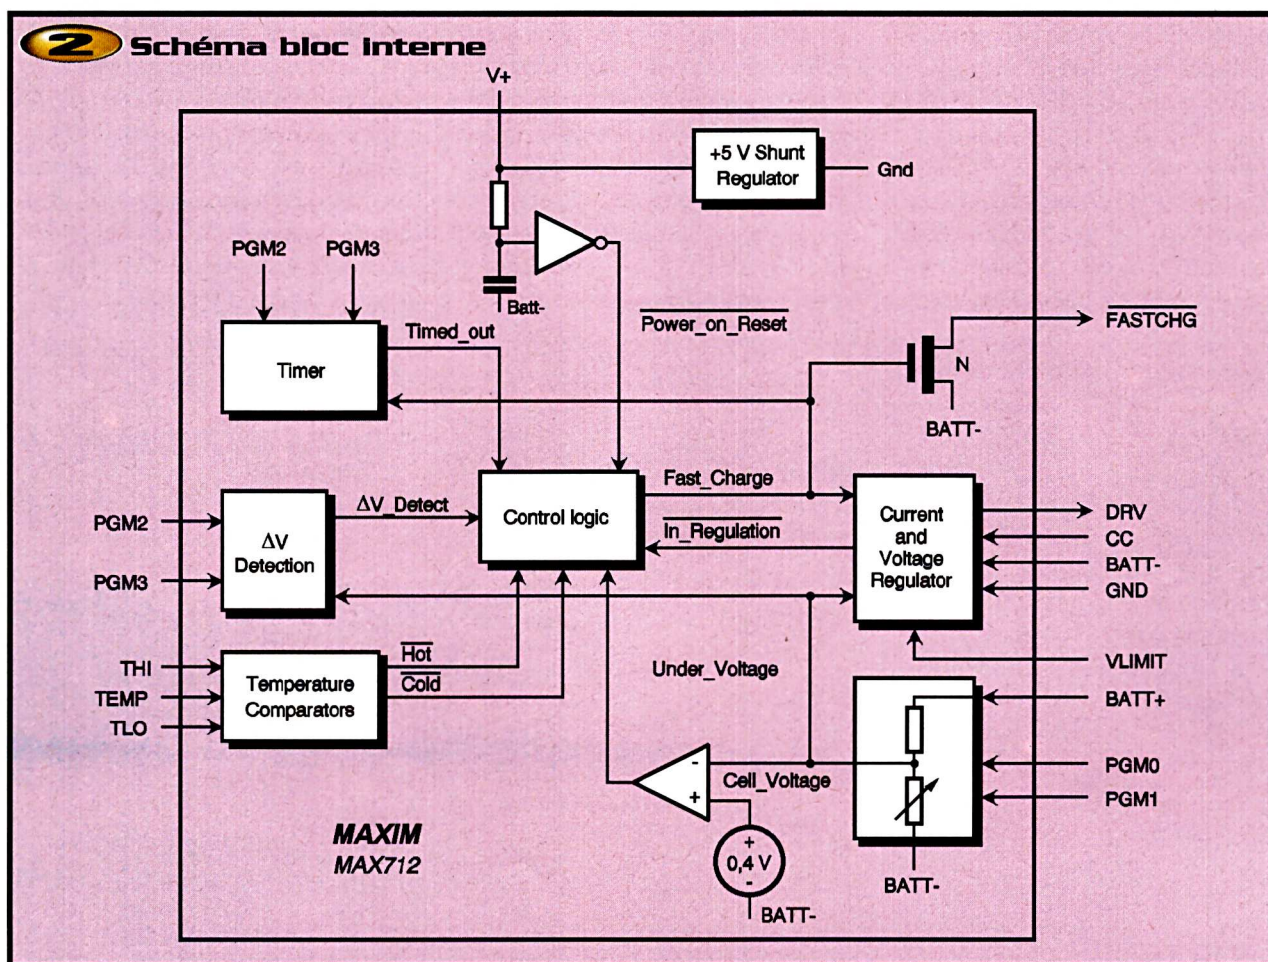 2 Schéma bloc Interne
V+
+5 V Shunt
Regulator
Gnd
PGM2
PGM3
Batt-
Timed_out
Power_on_Reset
FASTCHG
Timer
N
BATT-
Fast_Charge
PGM2
ΔV_Detect
Control logic
In_Regulation
Current
and
Voltage
Regulator
DRV
CC
BATT-
GND
ΔV
Detection
PGM3
THI
TEMP
TLO
Temperature
Comparators
Hot
Cold
Under_Voltage
VLIMIT
BATT+
PGM0
PGM1
-
+
Cell_Voltage
+
0,4 V
-
BATT-
BATT-
MAXIM
MAX712